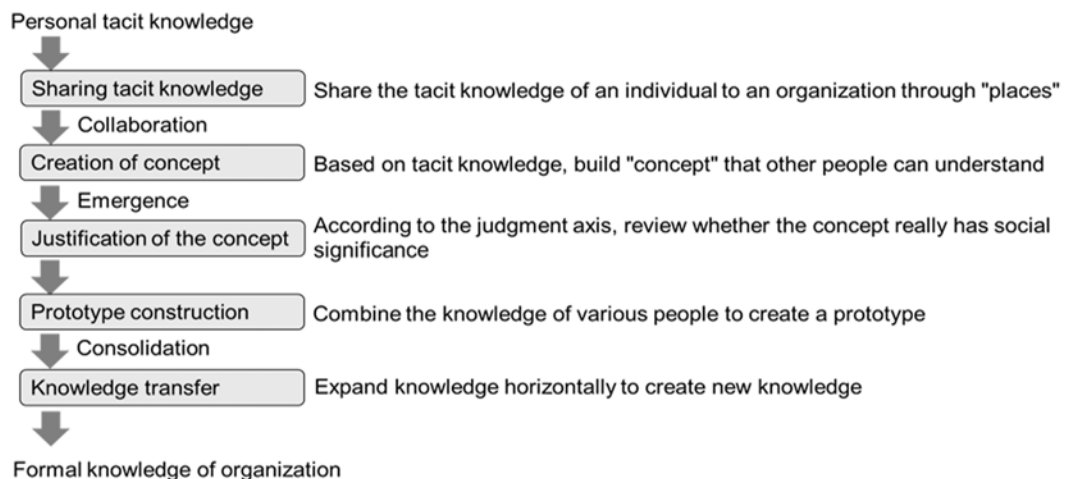 Personal tacit knowledge
Sharing tacit knowledge
Share the tacit knowledge of an individual to an organization through "places"
Collaboration
Creation of concept
Based on tacit knowledge, build "concept" that other people can understand
Emergence
Justification of the concept
According to the judgment axis, review whether the concept really has social
significance
Prototype construction
Combine the knowledge of various people to create a prototype
Consolidation
Knowledge transfer
Expand knowledge horizontally to create new knowledge
Formal knowledge of organization